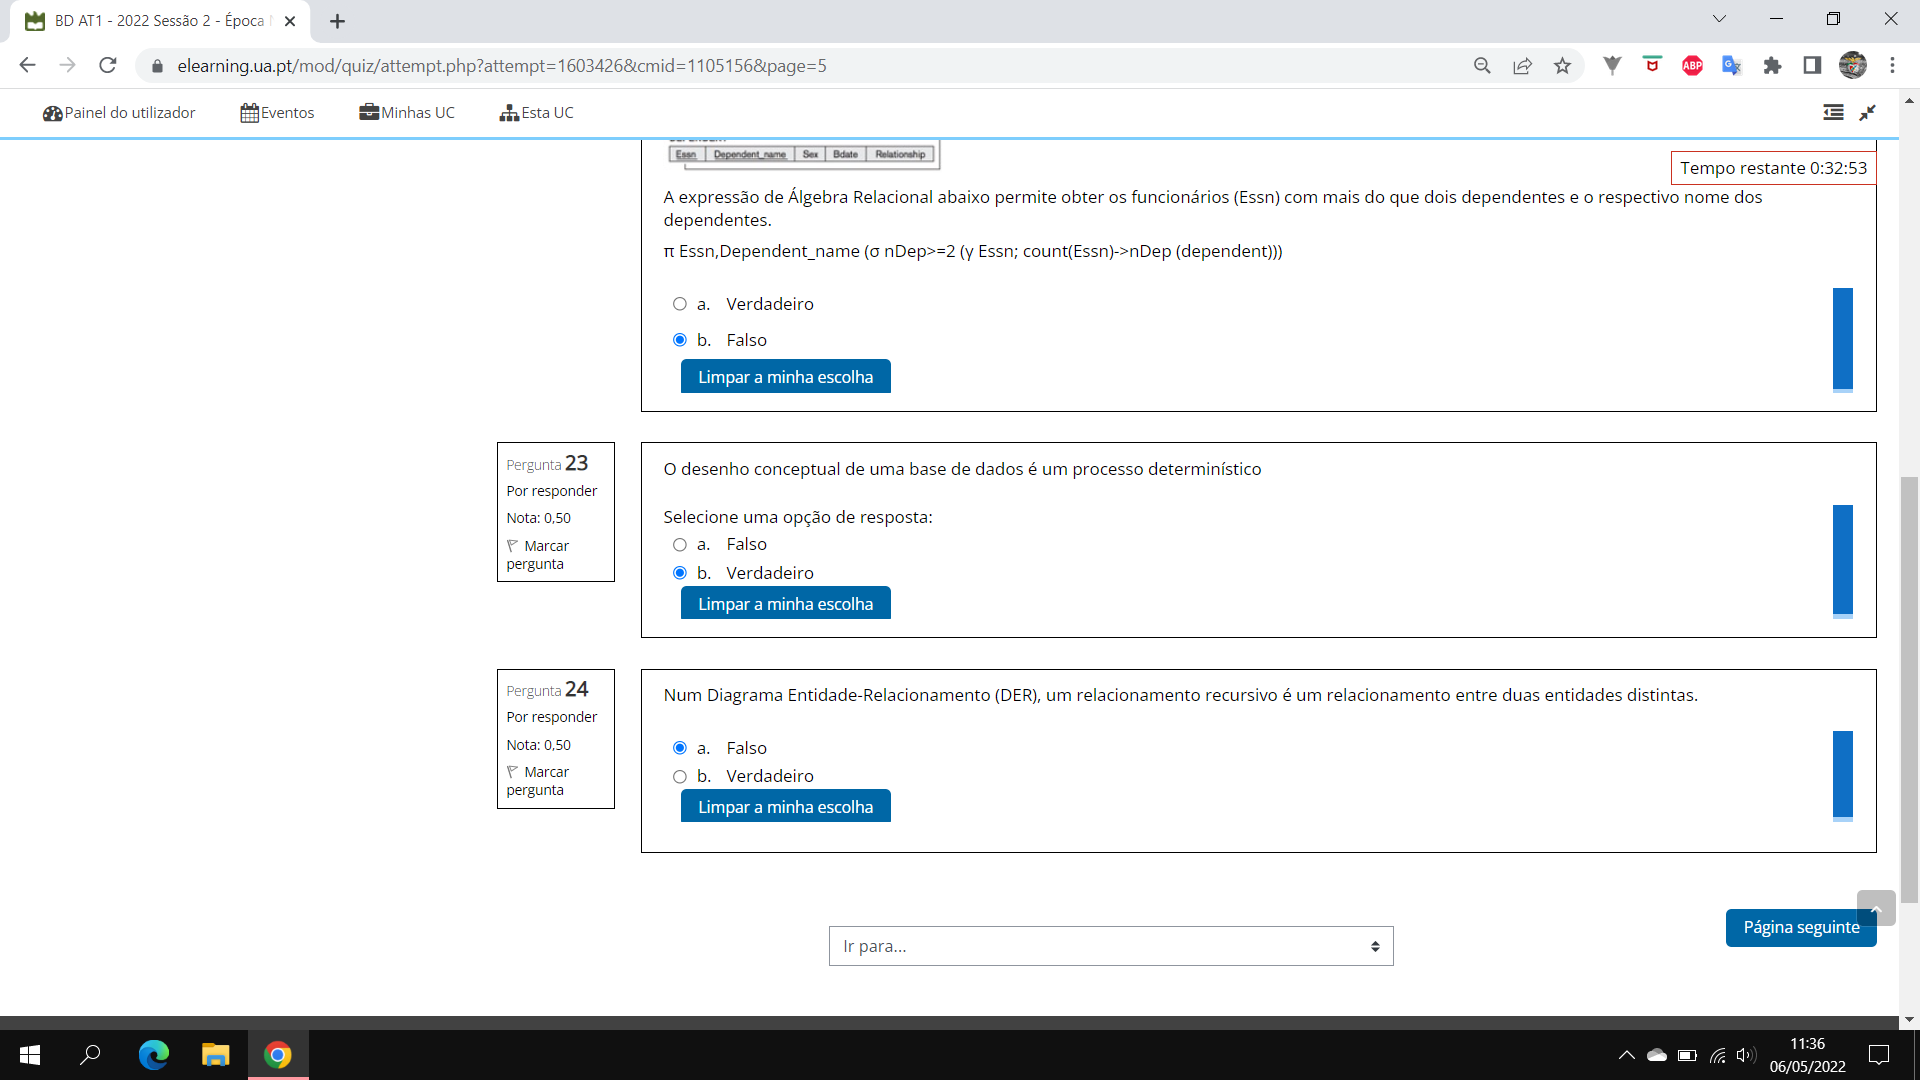 BD AT1 - 2022 Sessão 2 - Época
elearning.ua.pt/mod/quiz/attempt.php?attempt=1603426&cmid=1105156&page=5
ABP
Painel do utilizador
Eventos
Minhas UC
Esta UC
Essn Dependent_name Sex Bdate Relationship
Tempo restante 0:32:53
A expressão de Álgebra Relacional abaixo permite obter os funcionários (Essn) com mais do que dois dependentes e o respectivo nome dos
dependentes.
π Essn,Dependent_name (σ nDep>=2 (γ Essn; count(Essn)->nDep (dependent)))
a. Verdadeiro
b. Falso
Limpar a minha escolha
Pergunta 23
Por responder
Nota: 0,50
Marcar
pergunta
O desenho conceptual de uma base de dados é um processo determinístico
Selecione uma opção de resposta:
a. Falso
b. Verdadeiro
Limpar a minha escolha
Pergunta 24
Por responder
Nota: 0,50
Marcar
pergunta
Num Diagrama Entidade-Relacionamento (DER), um relacionamento recursivo é um relacionamento entre duas entidades distintas.
a. Falso
b. Verdadeiro
Limpar a minha escolha
Ir para...
Página seguinte
11:36
06/05/2022